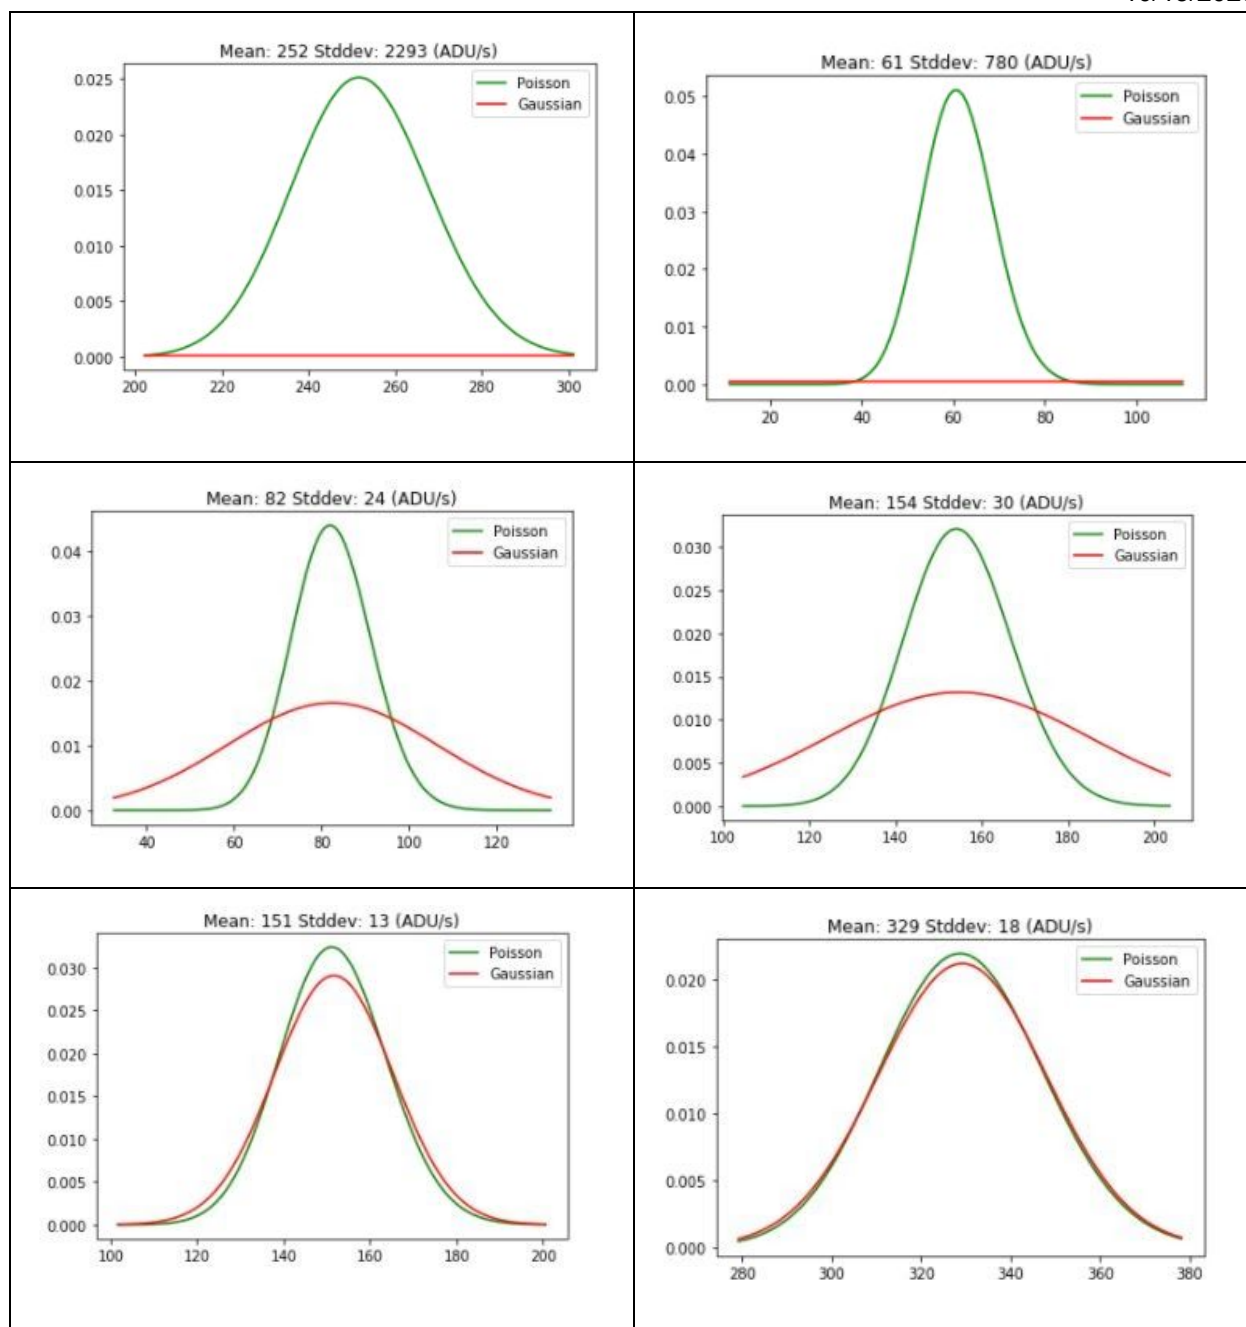 Mean: 252 Stddev: 2293 (ADU/s)
Poisson
Gaussian
0.025
0.020
0.015
0.010
0.005
0.000
200 220 240 260 280 300
Mean: 61 Stddev: 780 (ADU/s)
Poisson
Gaussian
0.05
0.04
0.03
0.02
0.01
0.00
20 40 60 80 100
Mean: 82 Stddev: 24 (ADU/s)
Poisson
Gaussian
0.04
0.03
0.02
0.01
0.00
40 60 80 100 120
Mean: 154 Stddev: 30 (ADU/s)
Poisson
Gaussian
0.030
0.025
0.020
0.015
0.010
0.005
0.000
100 120 140 160 180 200
Mean: 151 Stddev: 13 (ADU/s)
Poisson
Gaussian
0.030
0.025
0.020
0.015
0.010
0.005
0.000
100 120 140 160 180 200
Mean: 329 Stddev: 18 (ADU/s)
Poisson
Gaussian
0.020
0.015
0.010
0.005
0.000
280 300 320 340 360 380